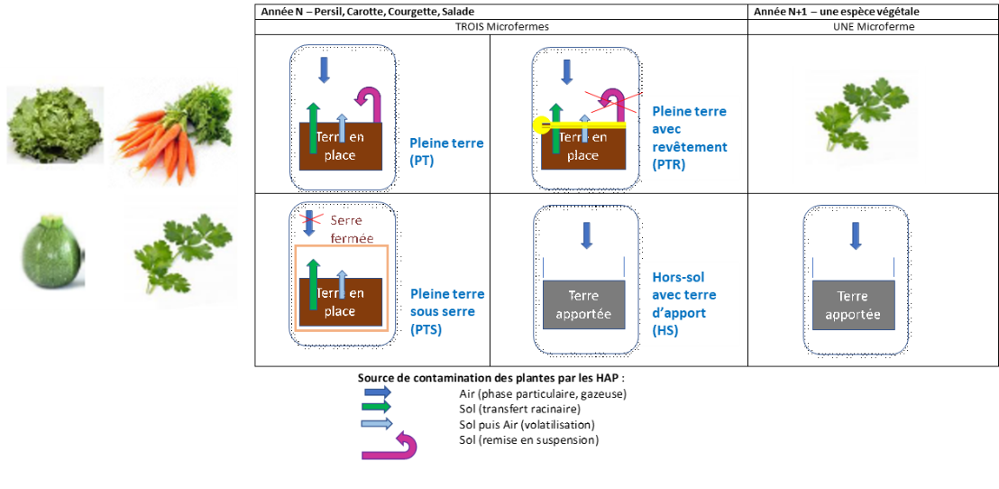 Année N – Persil, Carotte, Courgette, Salade
Année N+1 – une espèce végétale
TROIS Microfermes
UNE Microferme
Terre en
place
Pleine terre
(PT)
Terre en
place
Pleine terre
avec
revêtement
(PTR)
Serre
fermée
Terre en
place
Pleine terre
sous serre
(PTS)
Terre
apportée
Hors-sol
avec terre
d’apport
(HS)
Terre
apportée
Source de contamination des plantes par les HAP :
Air (phase particulaire, gazeuse)
Sol (transfert racinaire)
Sol puis Air (volatilisation)
Sol (remise en suspension)